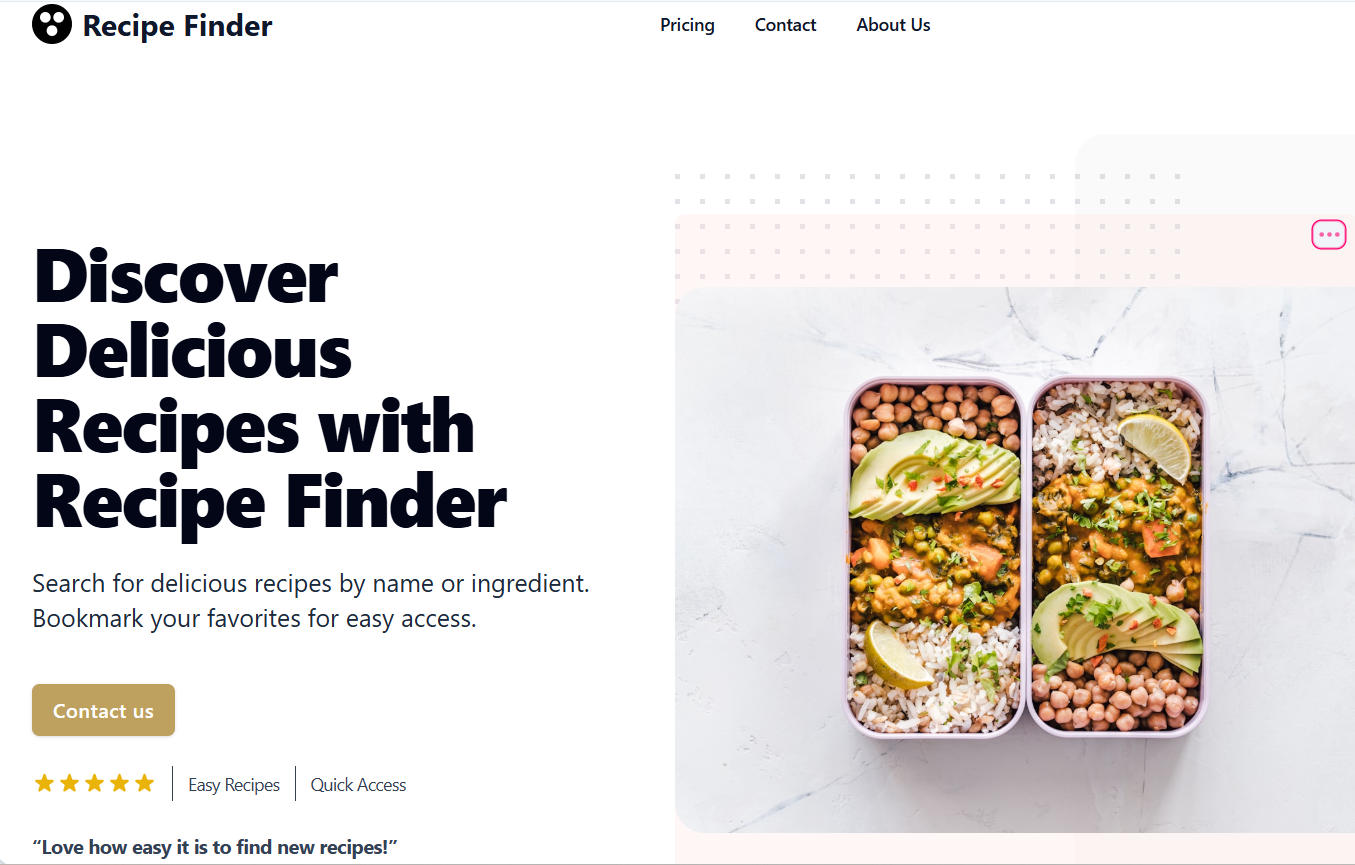 Recipe Finder
Pricing
Contact
About Us
Discover
Delicious
Recipes with
Recipe Finder
Search for delicious recipes by name or ingredient.
Bookmark your favorites for easy access.
Contact us
Easy Recipes
Quick Access
“Love how easy it is to find new recipes!”